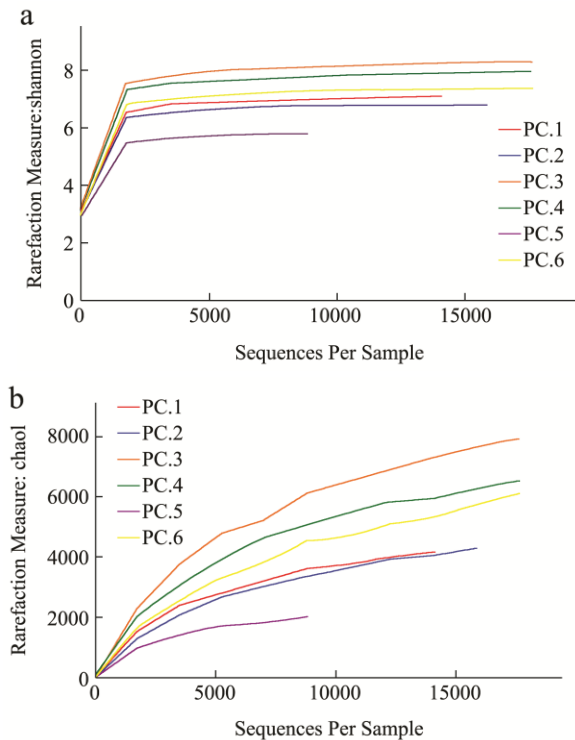 a
Rarefaction Measure:shannon
8
6
4
2
0
0 5000 10000 15000
Sequences Per Sample
PC.1
PC.2
PC.3
PC.4
PC.5
PC.6
b
Rarefaction Measure: chaol
8000
6000
4000
2000
0
0 5000 10000 15000
Sequences Per Sample
PC.1
PC.2
PC.3
PC.4
PC.5
PC.6